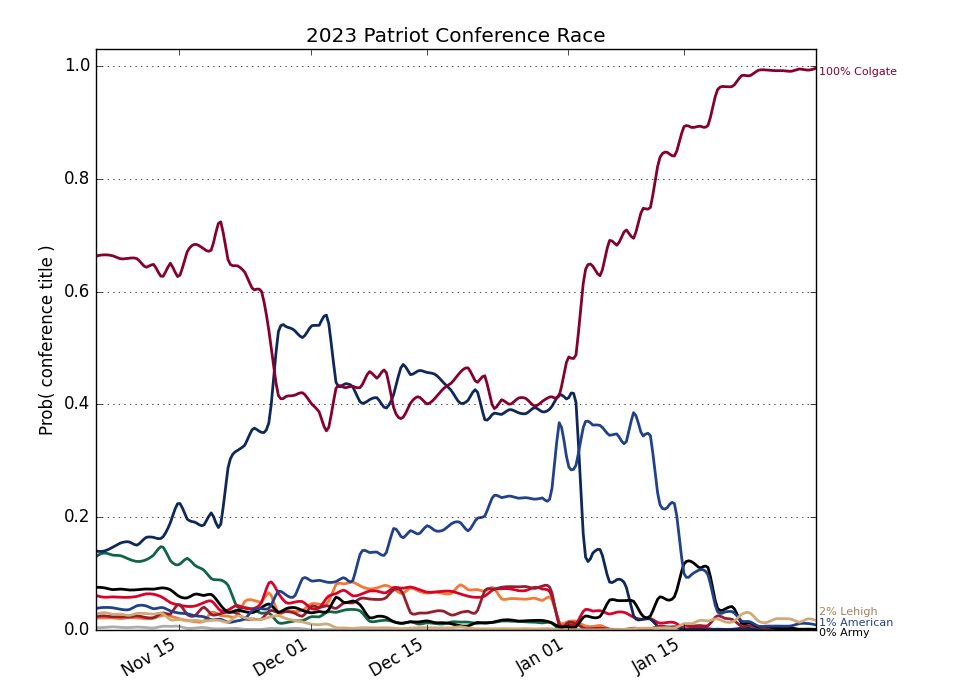 2023 Patriot Conference Race
Prob( conference title )
1.0
0.8
0.6
0.4
0.2
0.0
Nov 15
Dec 01
Dec 15
Jan 01
Jan 15
100% Colgate
2% Lehigh
1% American
0% Army